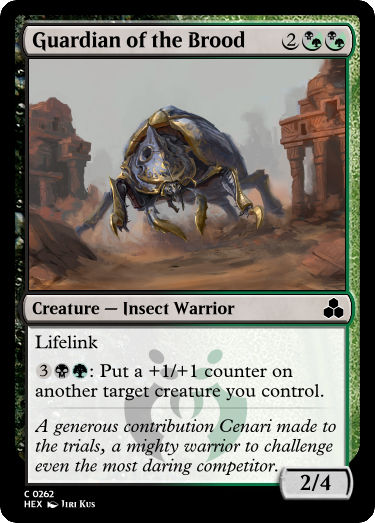 Guardian of the Brood 2
Creature — Insect Warrior
Lifelink
3: Put a +1/+1 counter on
another target creature you control.
A generous contribution Cenari made to
the trials, a mighty warrior to challenge
even the most daring competitor.
2/4
C 0262
HEX Jiri Kus